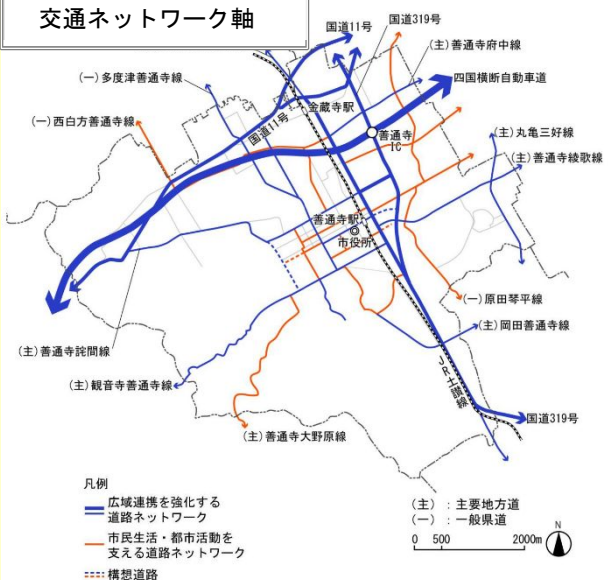 交通ネットワーク軸
国道11号
国道319号
(主)善通寺府中線
(一)多度津善通寺線
金蔵寺駅
四国横断自動車道
(一)西白方善通寺線
国道11号
善通寺
IC
(主)丸亀三好線
(主)善通寺綾歌線
善通寺駅
市役所
(一)原田琴平線
(主)岡田善通寺線
(主)善通寺詫間線
JR土讃線
(主)観音寺善通寺線
国道319号
(主)善通寺大野原線
凡例
広域連携を強化する
道路ネットワーク
市民生活・都市活動を
支える道路ネットワーク
構想道路
(主)：主要地方道
(一)：一般県道
0 500 2000m
N